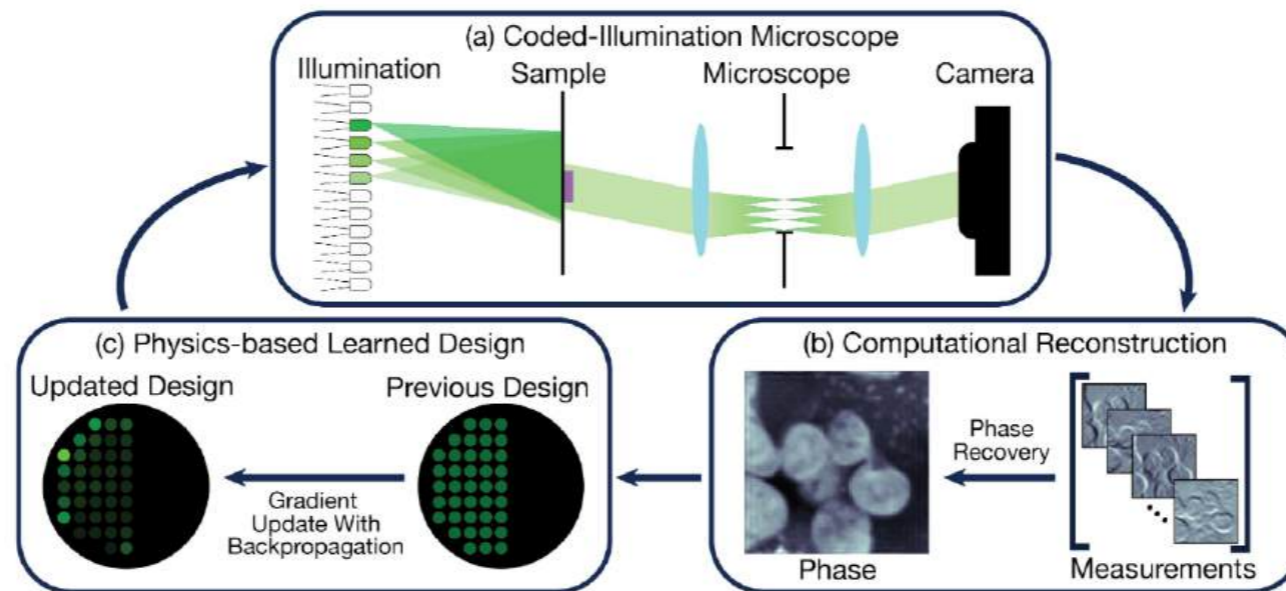 (a) Coded-Illumination Microscope
Illumination
Sample
Microscope
Camera
(c) Physics-based Learned Design
Updated Design
Previous Design
Gradient
Update With
Backpropagation
(b) Computational Reconstruction
Phase
Recovery
Phase
Measurements